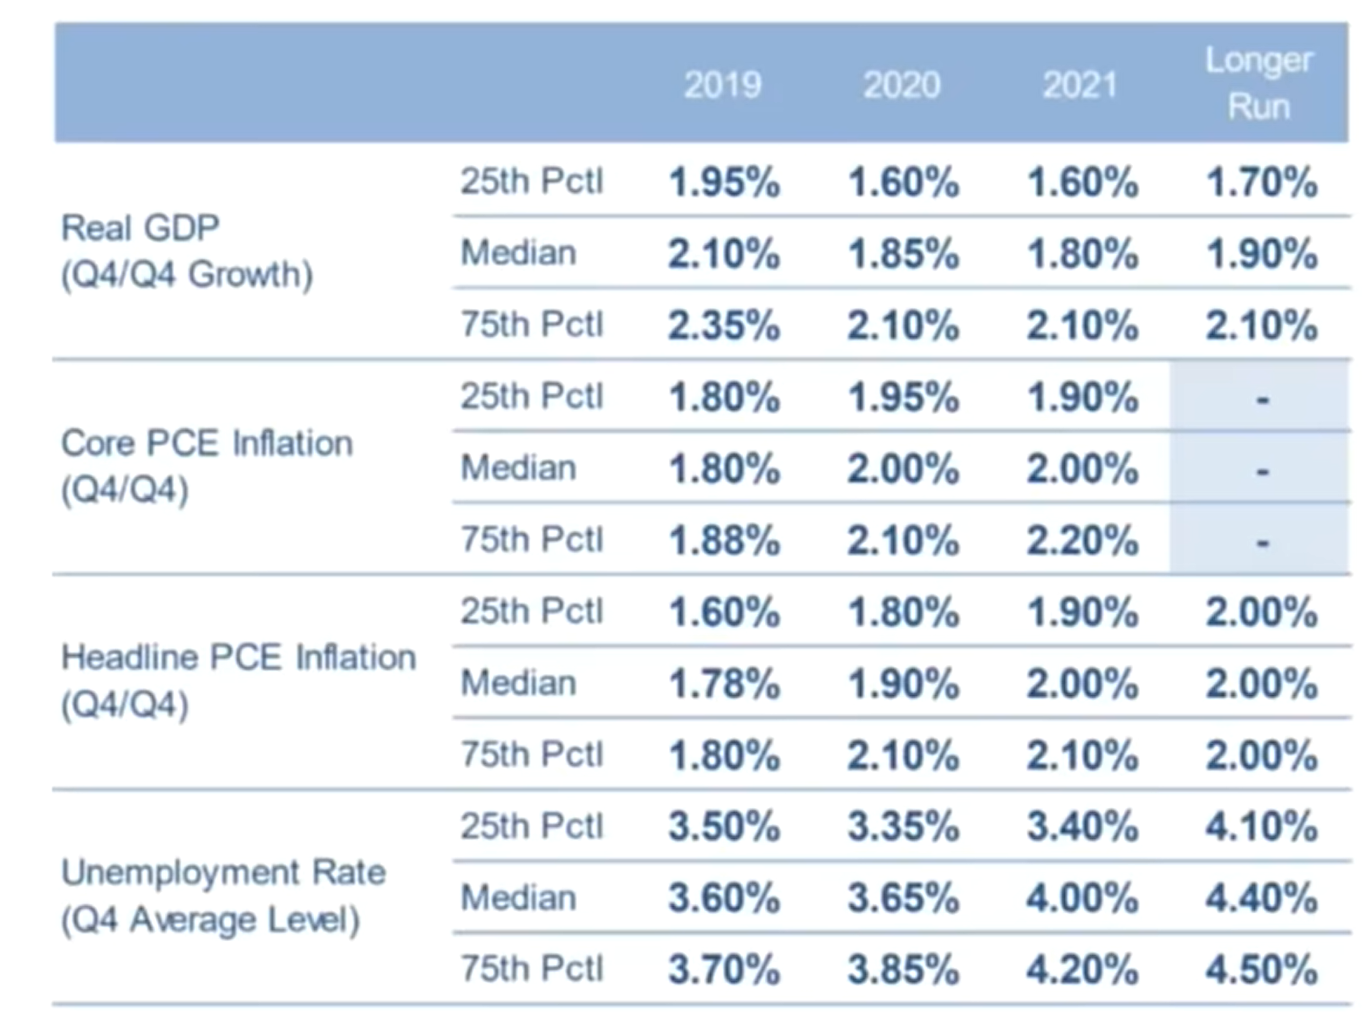 2019 2020 2021 Longer Run
Real GDP (Q4/Q4 Growth)
25th Pctl 1.95% 1.60% 1.60% 1.70%
Median 2.10% 1.85% 1.80% 1.90%
75th Pctl 2.35% 2.10% 2.10% 2.10%
Core PCE Inflation (Q4/Q4)
25th Pctl 1.80% 1.95% 1.90% -
Median 1.80% 2.00% 2.00% -
75th Pctl 1.88% 2.10% 2.20% -
Headline PCE Inflation (Q4/Q4)
25th Pctl 1.60% 1.80% 1.90% 2.00%
Median 1.78% 1.90% 2.00% 2.00%
75th Pctl 1.80% 2.10% 2.10% 2.00%
Unemployment Rate (Q4 Average Level)
25th Pctl 3.50% 3.35% 3.40% 4.10%
Median 3.60% 3.65% 4.00% 4.40%
75th Pctl 3.70% 3.85% 4.20% 4.50%